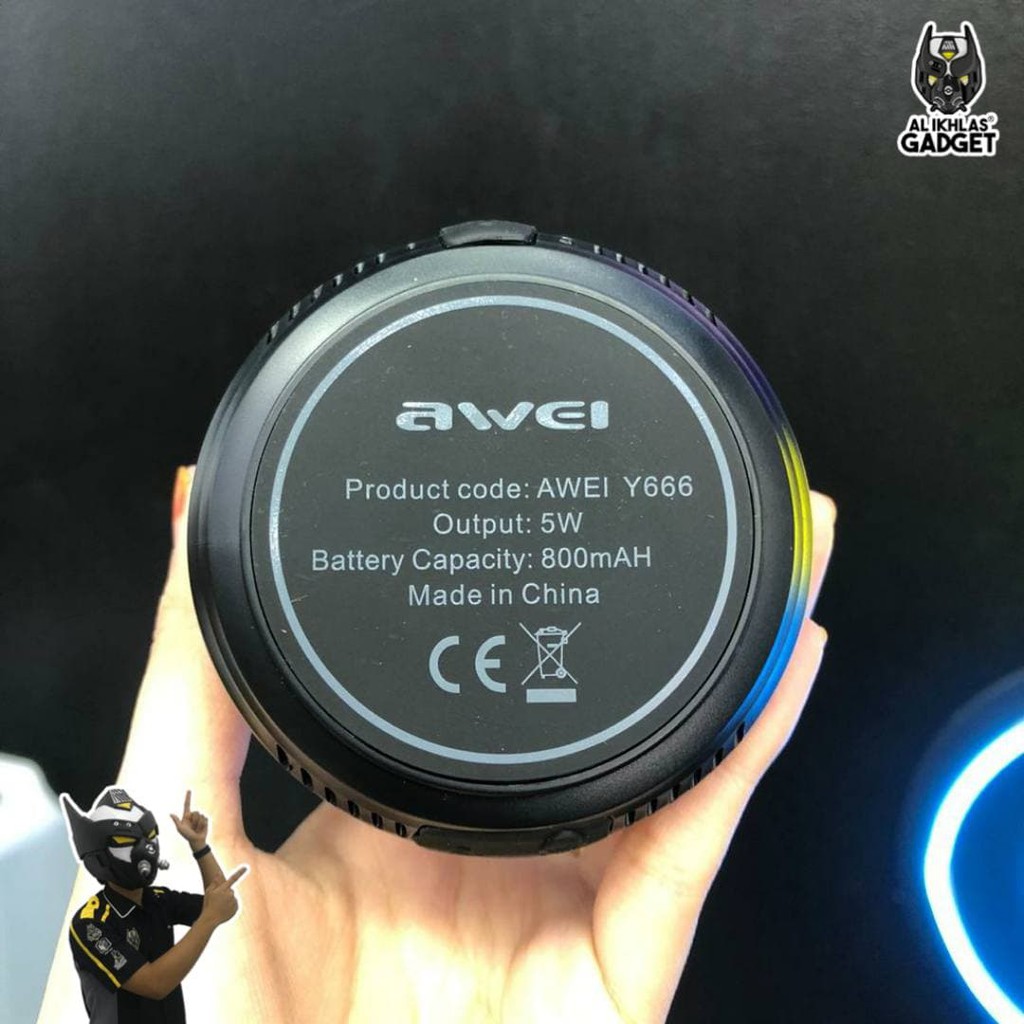 AL IKHLAS®
GADGET
AWEI
Product code: AWEI Y666
Output: 5W
Battery Capacity: 800mAH
Made in China
CE